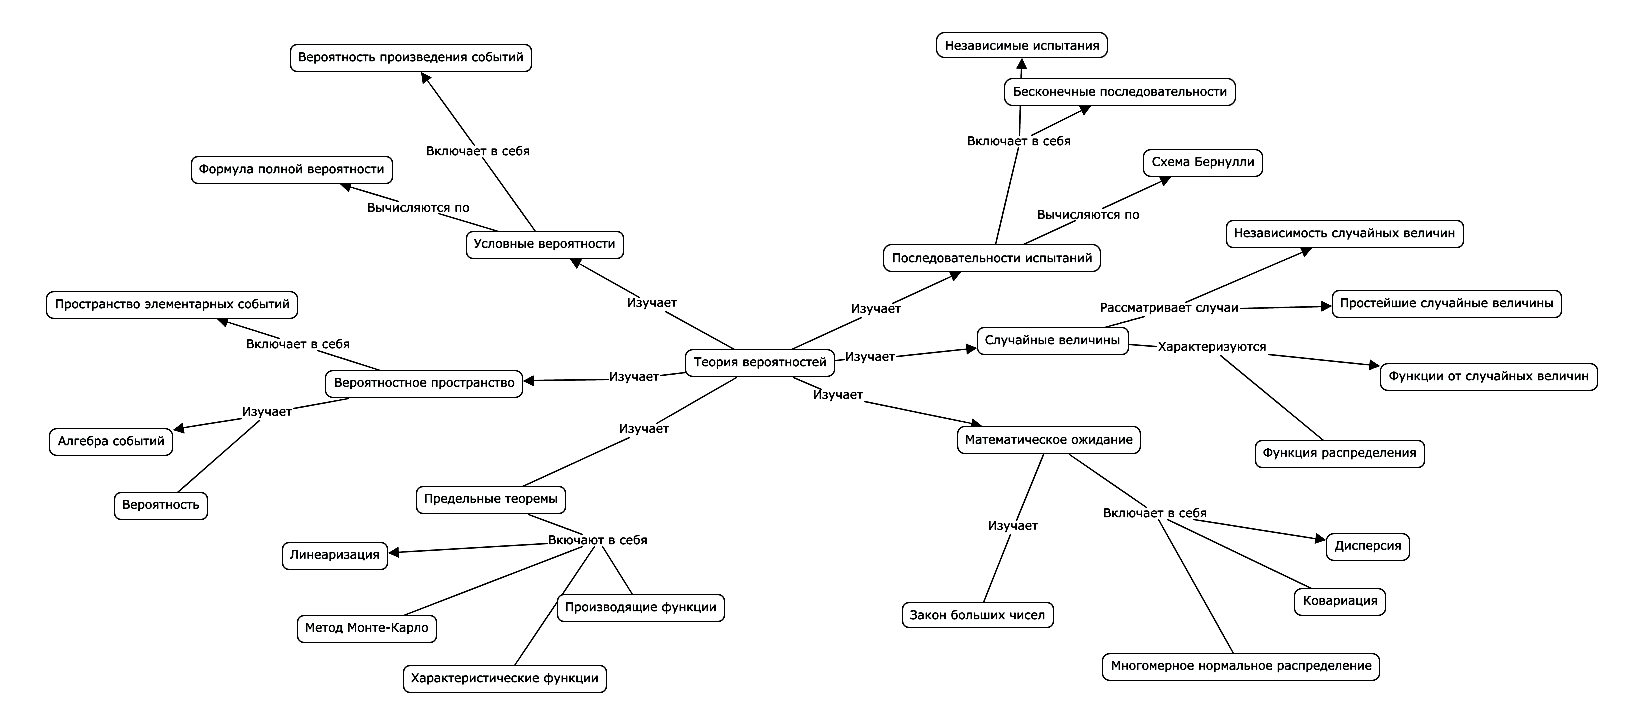 Независимые испытания
Вероятность произведения событий
Бесконечные последовательности
Включает в себя
Включает в себя
Схема Бернулли
Формула полной вероятности
Вычисляются по
Вычисляются по
Независимость случайных величин
Условные вероятности
Последовательности испытаний
Пространство элементарных событий
Изучает
Изучает
Рассматривает случаи
Простейшие случайные величины
Включает в себя
Случайные величины
Характеризуются
Теория вероятностей
Изучает
Вероятностное пространство
Изучает
Функции от случайных величин
Изучает
Изучает
Изучает
Алгебра событий
Математическое ожидание
Функция распределения
Вероятность
Предельные теоремы
Включает в себя
Изучает
Вкючают в себя
Линеаризация
Дисперсия
Производящие функции
Ковариация
Закон больших чисел
Метод Монте-Карло
Многомерное нормальное распределение
Характеристические функции